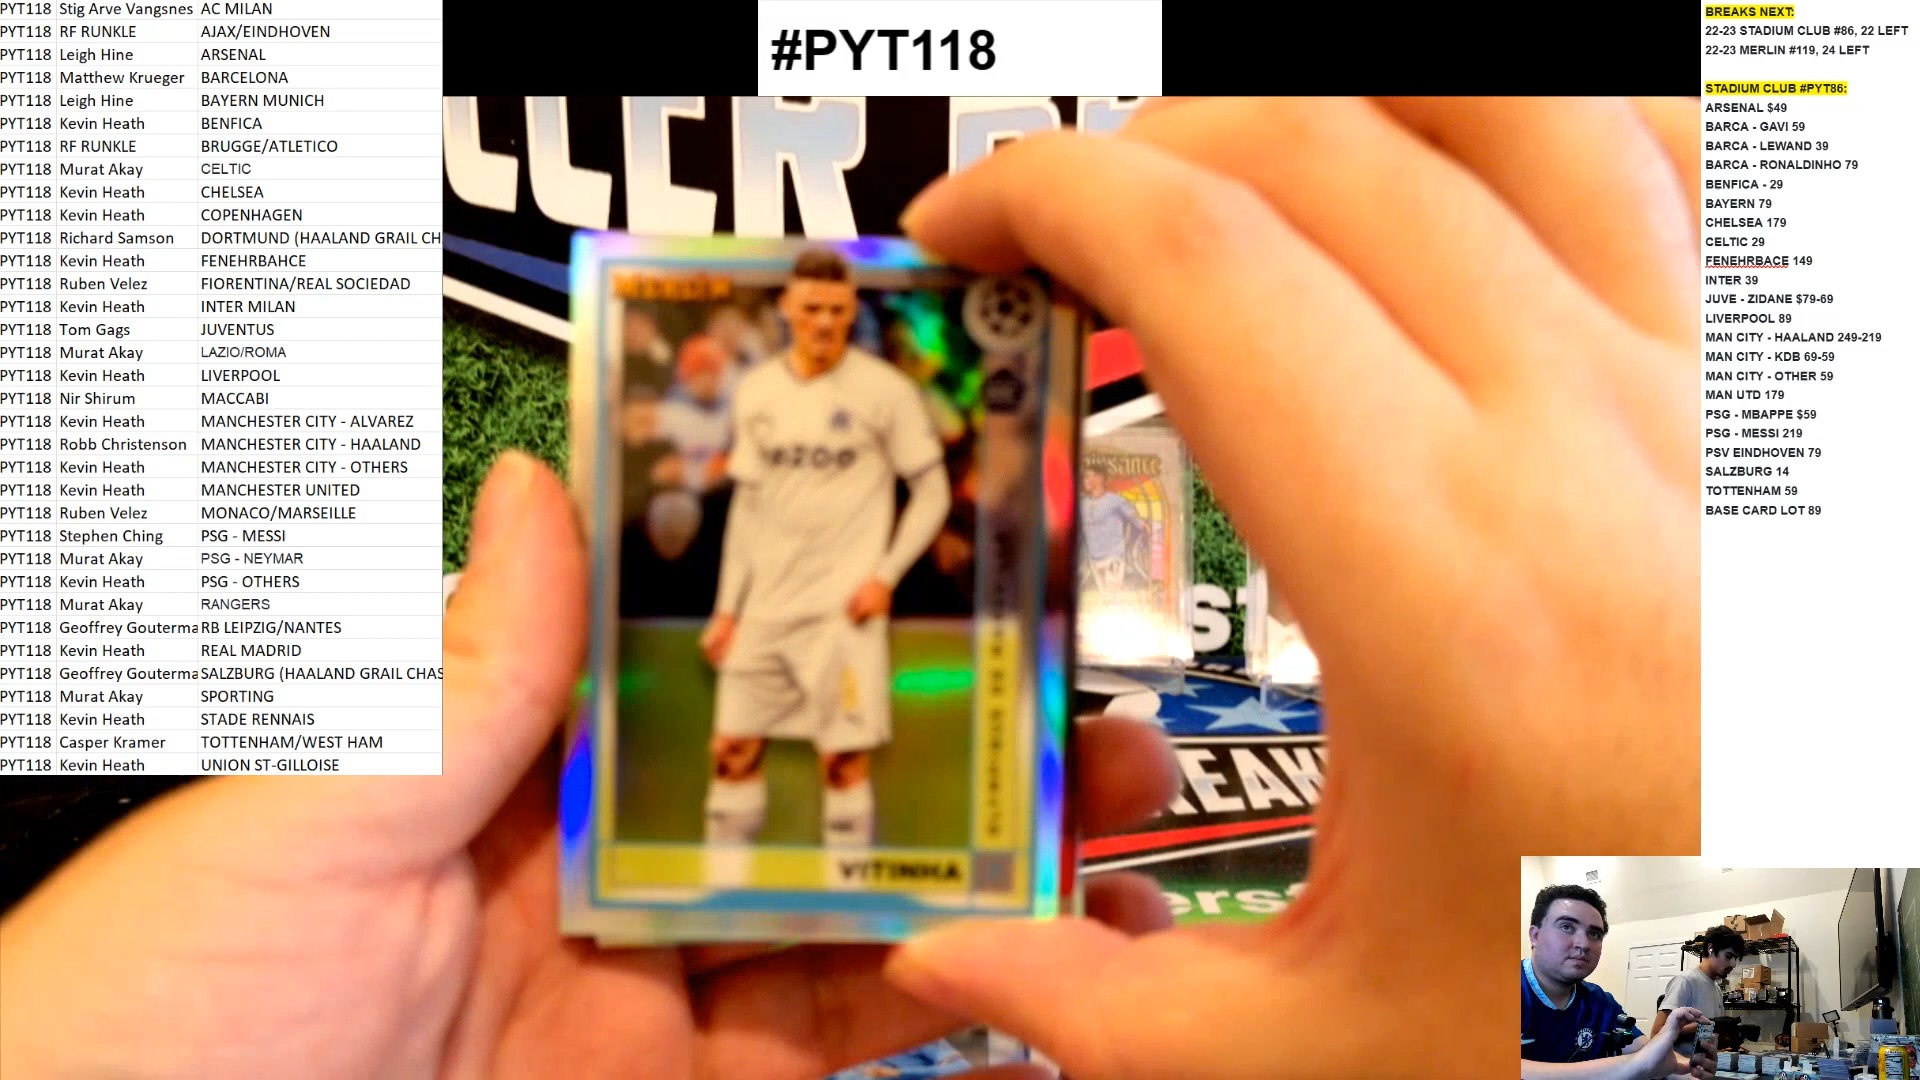 PYT118 Stig Arve Vangsnes AC MILAN
PYT118 RF RUNKLE AJAX/EINDHOVEN
PYT118 Leigh Hine ARSENAL
PYT118 Matthew Krueger BARCELONA
PYT118 Leigh Hine BAYERN MUNICH
PYT118 Kevin Heath BENFICA
PYT118 RF RUNKLE BRUGGE/ATLETICO
PYT118 Murat Akay CELTIC
PYT118 Kevin Heath CHELSEA
PYT118 Kevin Heath COPENHAGEN
PYT118 Richard Samson DORTMUND (HAALAND GRAIL CH
PYT118 Kevin Heath FENEHRBAHCE
PYT118 Ruben Velez FIORENTINA/REAL SOCIEDAD
PYT118 Kevin Heath INTER MILAN
PYT118 Tom Gags JUVENTUS
PYT118 Murat Akay LAZIO/ROMA
PYT118 Kevin Heath LIVERPOOL
PYT118 Nir Shirum MACCABI
PYT118 Kevin Heath MANCHESTER CITY - ALVAREZ
PYT118 Robb Christenson MANCHESTER CITY - HAALAND
PYT118 Kevin Heath MANCHESTER CITY - OTHERS
PYT118 Kevin Heath MANCHESTER UNITED
PYT118 Ruben Velez MONACO/MARSEILLE
PYT118 Stephen Ching PSG - MESSI
PYT118 Murat Akay PSG - NEYMAR
PYT118 Kevin Heath PSG - OTHERS
PYT118 Murat Akay RANGERS
PYT118 Geoffrey Gouterma RB LEIPZIG/NANTES
PYT118 Kevin Heath REAL MADRID
PYT118 Geoffrey Gouterma SALZBURG (HAALAND GRAIL CHAS
PYT118 Murat Akay SPORTING
PYT118 Kevin Heath STADE RENNAIS
PYT118 Casper Kramer TOTTENHAM/WEST HAM
PYT118 Kevin Heath UNION ST-GILLOISE
#PYT118
MERLIN
VITINHA
BREAKS NEXT:
22-23 STADIUM CLUB #86, 22 LEFT
22-23 MERLIN #119, 24 LEFT
STADIUM CLUB #PYT86:
ARSENAL $49
BARCA - GAVI 59
BARCA - LEWAND 39
BARCA - RONALDINHO 79
BENFICA - 29
BAYERN 79
CHELSEA 179
CELTIC 29
FENEHRBACE 149
INTER 39
JUVE - ZIDANE $79-69
LIVERPOOL 89
MAN CITY - HAALAND 249-219
MAN CITY - KDB 69-59
MAN CITY - OTHER 59
MAN UTD 179
PSG - MBAPPE $59
PSG - MESSI 219
PSV EINDHOVEN 79
SALZBURG 14
TOTTENHAM 59
BASE CARD LOT 89